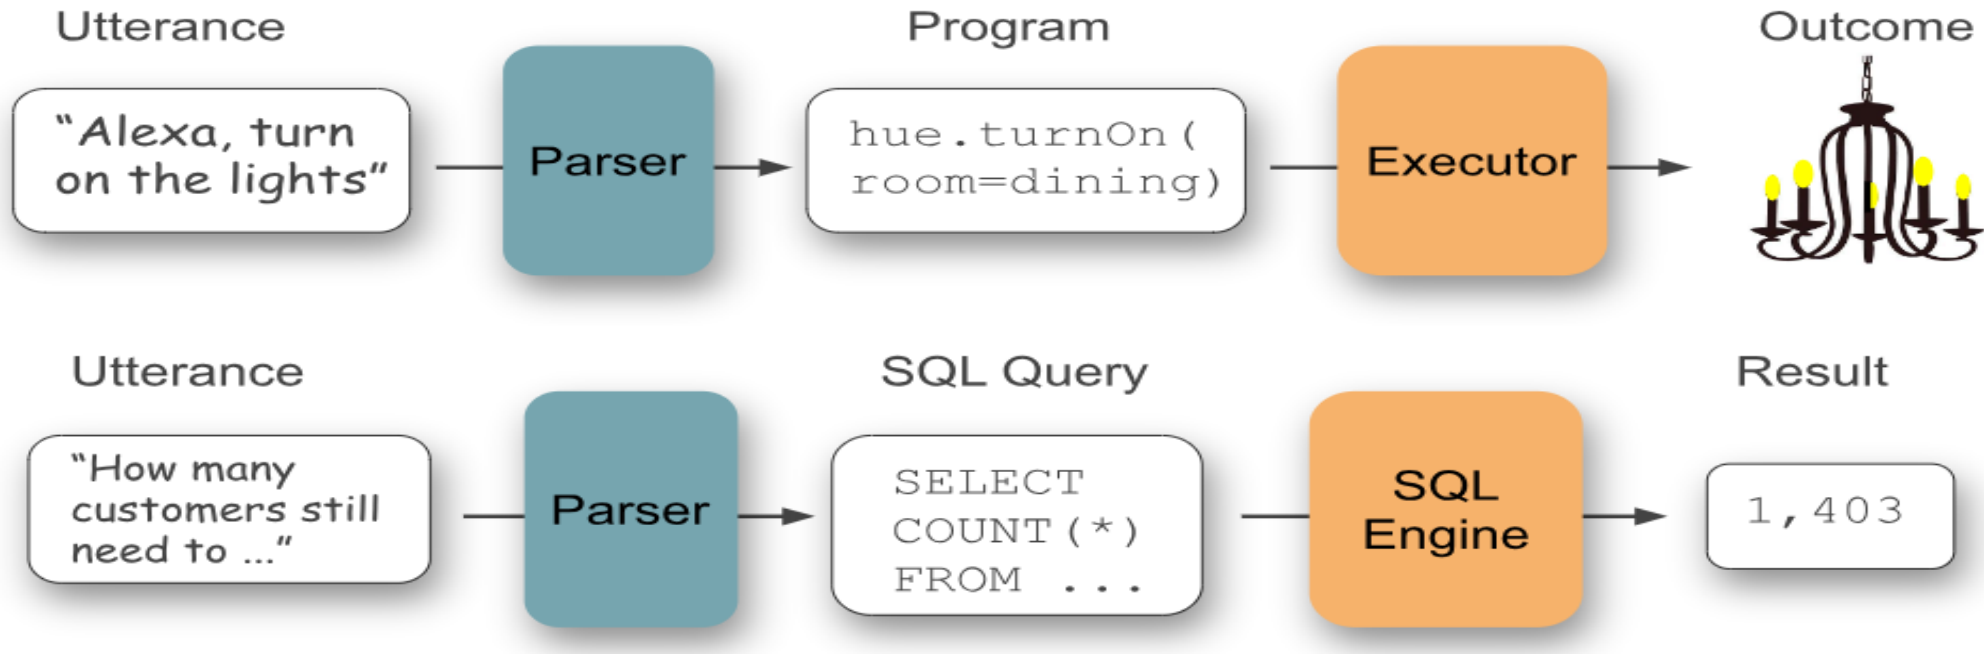 Utterance
Program
Outcome
“Alexa, turn
on the lights”
Parser
hue.turnOn(
room=dining)
Executor
Utterance
SQL Query
Result
“How many
customers still
need to ...”
Parser
SELECT
COUNT(*)
FROM ...
SQL
Engine
1,403